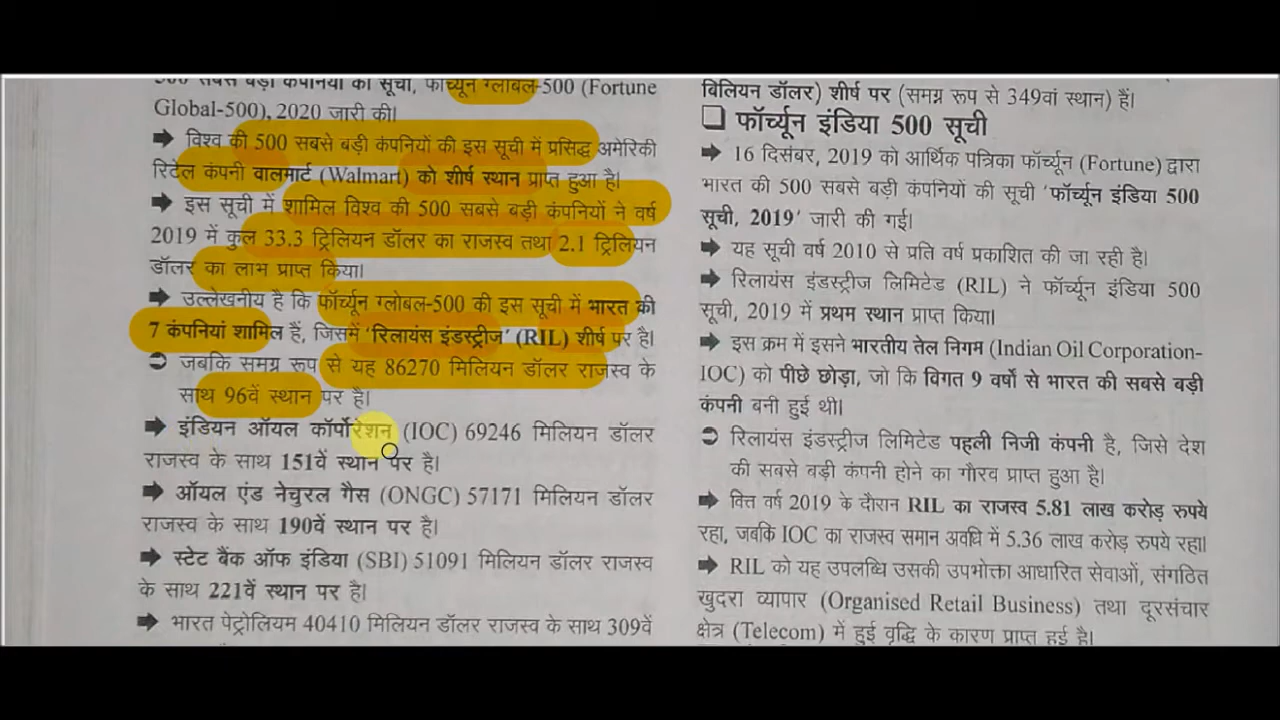 500 सबसे बड़ी कंपनियों की सूची, फॉर्च्यून ग्लोबल-500 (Fortune
Global-500), 2020 जारी की।
➡ विश्व की 500 सबसे बड़ी कंपनियों की इस सूची में प्रसिद्ध अमेरिकी
रिटेल कंपनी वालमार्ट (Walmart) को शीर्ष स्थान प्राप्त हुआ है।
➡ इस सूची में शामिल विश्व की 500 सबसे बड़ी कंपनियों ने वर्ष
2019 में कुल 33.3 ट्रिलियन डॉलर का राजस्व तथा 2.1 ट्रिलियन
डॉलर का लाभ प्राप्त किया।
➡ उल्लेखनीय है कि फॉर्च्यून ग्लोबल-500 की इस सूची में भारत की
7 कंपनियां शामिल हैं, जिसमें 'रिलायंस इंडस्ट्रीज' (RIL) शीर्ष पर है।
⊃ जबकि समग्र रूप से यह 86270 मिलियन डॉलर राजस्व के
साथ 96वें स्थान पर है।
➡ इंडियन ऑयल कॉर्पोरेशन (IOC) 69246 मिलियन डॉलर
राजस्व के साथ 151वें स्थान पर है।
➡ ऑयल एंड नेचुरल गैस (ONGC) 57171 मिलियन डॉलर
राजस्व के साथ 190वें स्थान पर है।
➡ स्टेट बैंक ऑफ इंडिया (SBI) 51091 मिलियन डॉलर राजस्व
के साथ 221वें स्थान पर है।
➡ भारत पेट्रोलियम 40410 मिलियन डॉलर राजस्व के साथ 309वें
बिलियन डॉलर) शीर्ष पर (समग्र रूप से 349वां स्थान) हैं।
❑ फॉर्च्यून इंडिया 500 सूची
➡ 16 दिसंबर, 2019 को आर्थिक पत्रिका फॉर्च्यून (Fortune) द्वारा
भारत की 500 सबसे बड़ी कंपनियों की सूची 'फॉर्च्यून इंडिया 500
सूची, 2019' जारी की गई।
➡ यह सूची वर्ष 2010 से प्रति वर्ष प्रकाशित की जा रही है।
➡ रिलायंस इंडस्ट्रीज लिमिटेड (RIL) ने फॉर्च्यून इंडिया 500
सूची, 2019 में प्रथम स्थान प्राप्त किया।
➡ इस क्रम में इसने भारतीय तेल निगम (Indian Oil Corporation-
IOC) को पीछे छोड़ा, जो कि विगत 9 वर्षों से भारत की सबसे बड़ी
कंपनी बनी हुई थी।
⊃ रिलायंस इंडस्ट्रीज लिमिटेड पहली निजी कंपनी है, जिसे देश
की सबसे बड़ी कंपनी होने का गौरव प्राप्त हुआ है।
➡ वित्त वर्ष 2019 के दौरान RIL का राजस्व 5.81 लाख करोड़ रुपये
रहा, जबकि IOC का राजस्व समान अवधि में 5.36 लाख करोड़ रुपये रहा।
➡ RIL को यह उपलब्धि उसकी उपभोक्ता आधारित सेवाओं, संगठित
खुदरा व्यापार (Organised Retail Business) तथा दूरसंचार
क्षेत्र (Telecom) में हुई वृद्धि के कारण प्राप्त हुई है।